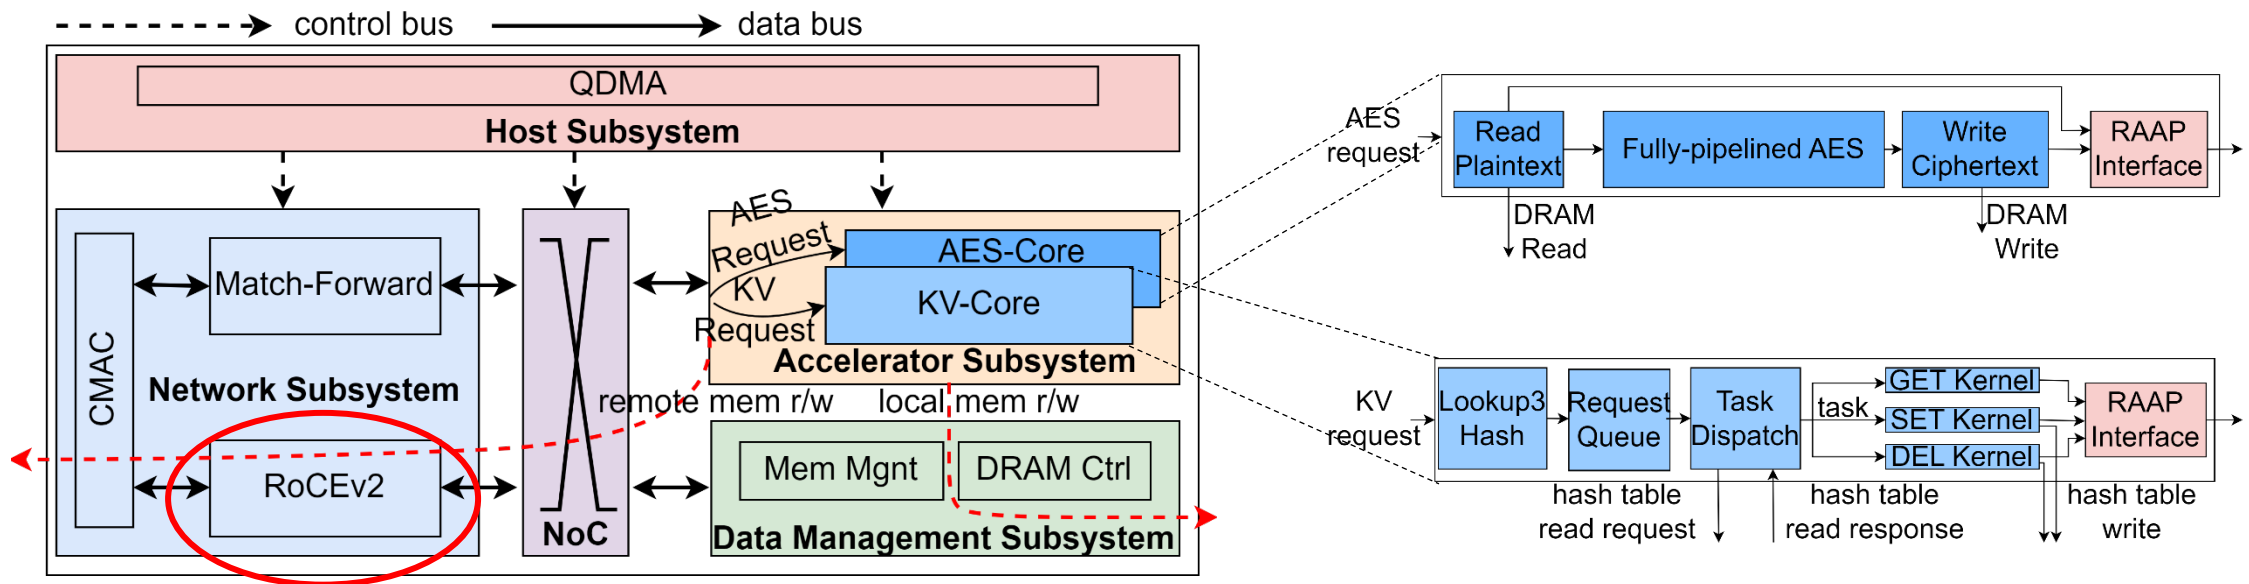 control bus
data bus
QDMA
Host Subsystem
CMAC
Match-Forward
Network Subsystem
RoCEv2
NoC
AES
Request
AES-Core
KV
Request
KV-Core
Accelerator Subsystem
remote mem r/w
local mem r/w
Mem Mgnt
DRAM Ctrl
Data Management Subsystem
AES
request
Read
Plaintext
Fully-pipelined AES
Write
Ciphertext
RAAP
Interface
DRAM
Read
DRAM
Write
KV
request
Lookup3
Hash
Request
Queue
Task
Dispatch
task
GET Kernel
SET Kernel
DEL Kernel
RAAP
Interface
hash table
read request
hash table
read response
hash table
write